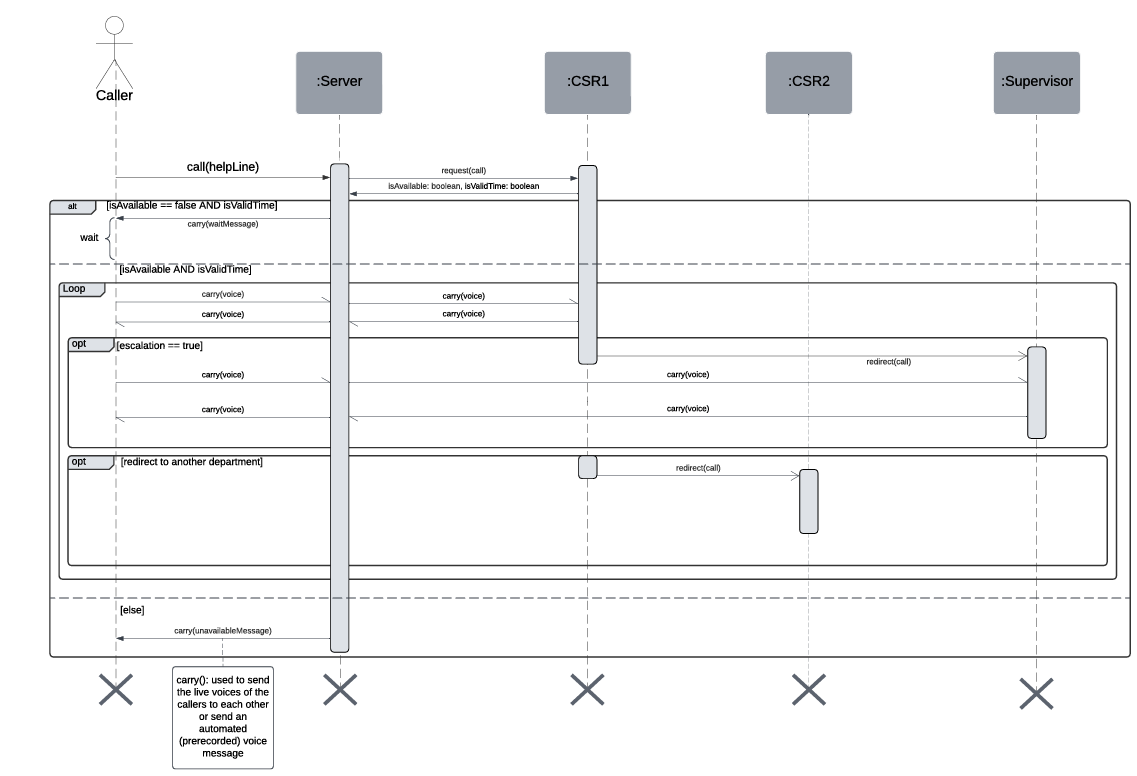 Caller
:Server
:CSR1
:CSR2
:Supervisor
call(helpLine)
request(call)
isAvailable: boolean, isValidTime: boolean
alt
[isAvailable == false AND isValidTime]
carry(waitMessage)
wait
[isAvailable AND isValidTime]
Loop
carry(voice)
carry(voice)
carry(voice)
carry(voice)
opt
[escalation == true]
redirect(call)
carry(voice)
carry(voice)
carry(voice)
carry(voice)
opt
[redirect to another department]
redirect(call)
[else]
carry(unavailableMessage)
carry(): used to send
the live voices of the
callers to each other
or send an
automated
(prerecorded) voice
message